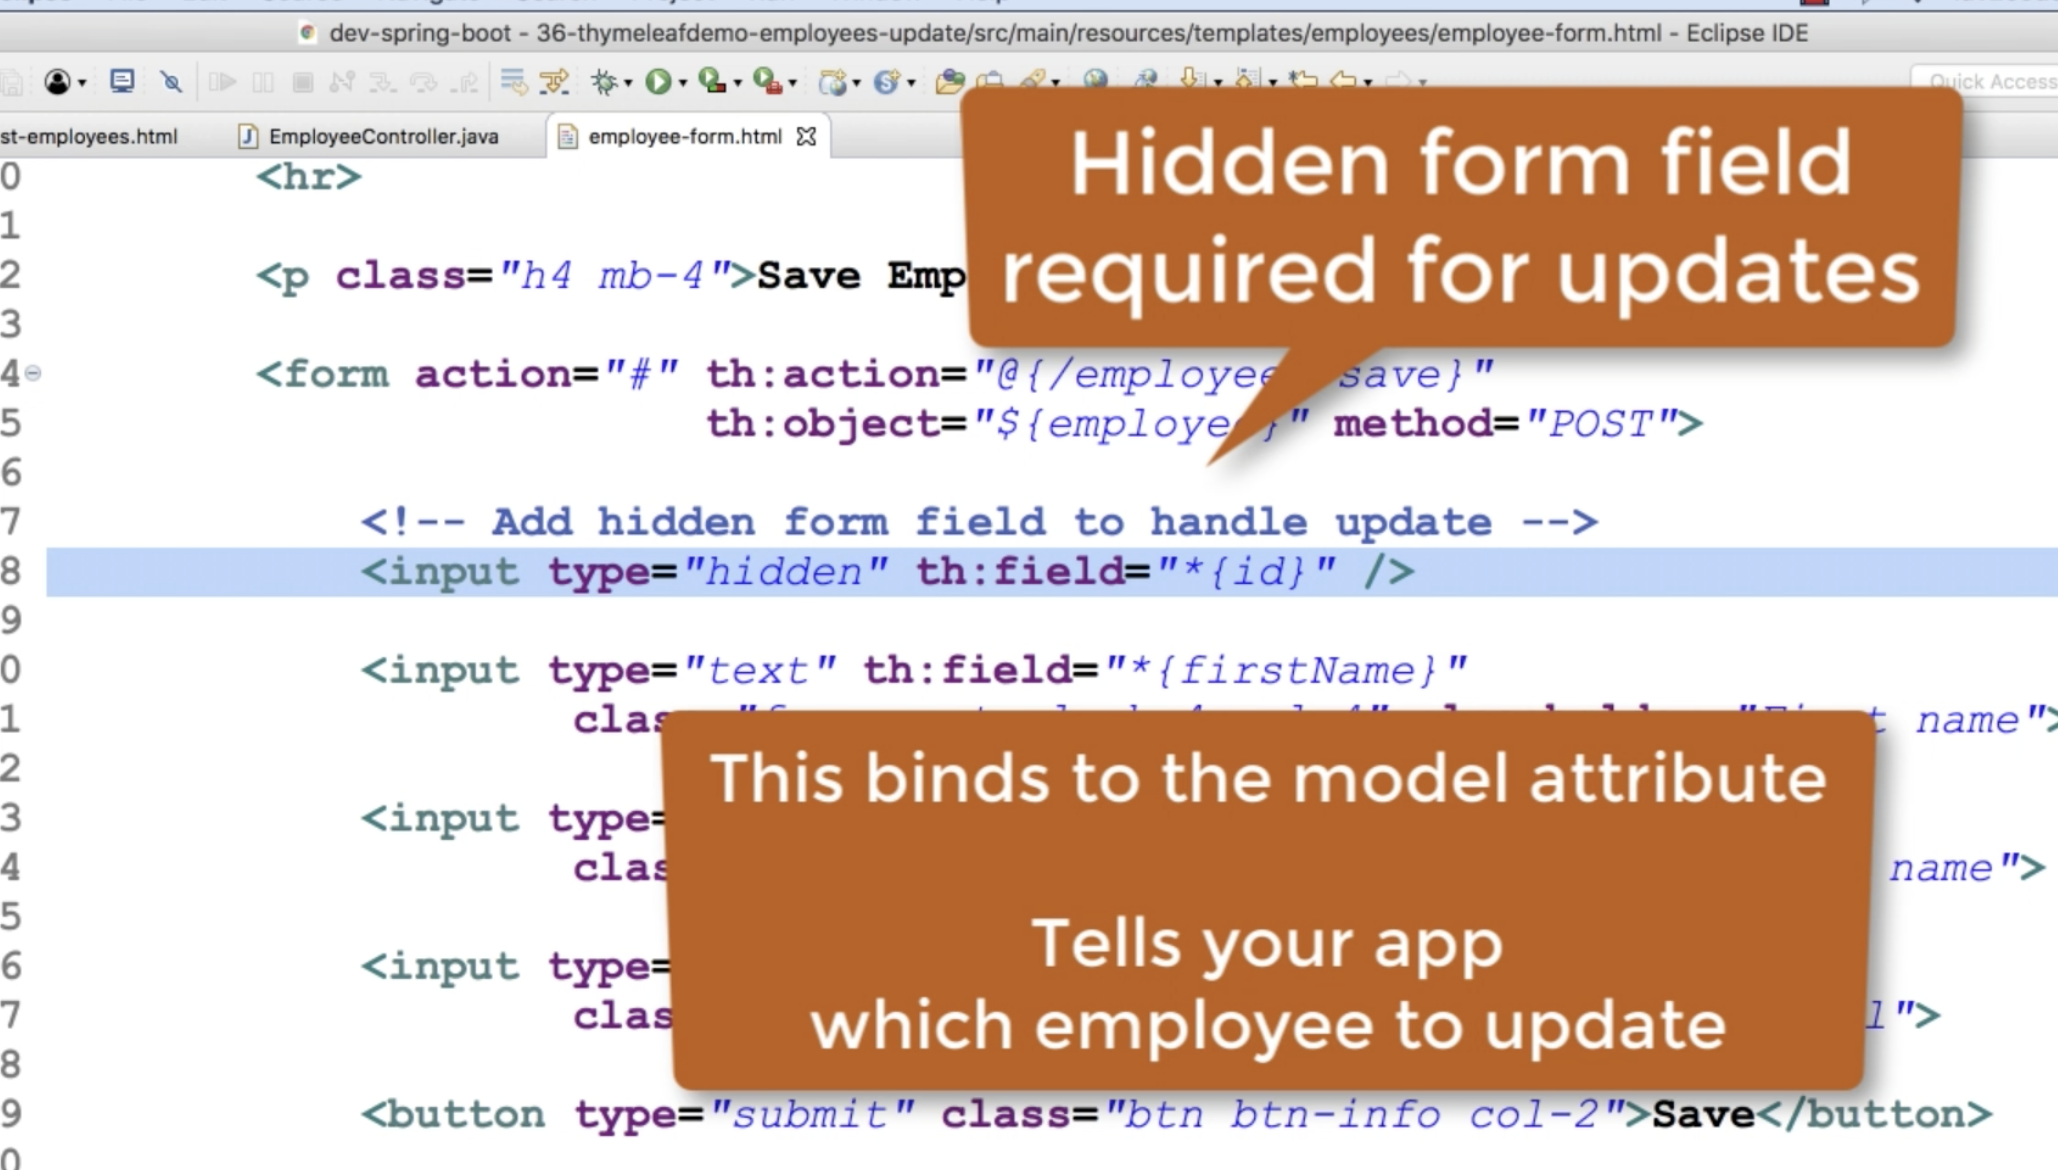 dev-spring-boot - 36-thymeleafdemo-employees-update/src/main/resources/templates/employees/employee-form.html - Eclipse IDE
Quick Access
st-employees.html EmployeeController.java employee-form.html
Hidden form field
required for updates
0 <hr>
1
2 <p class="h4 mb-4">Save Emp
3
4 <form action="#" th:action="@{/employee save}"
5 th:object="${employe }" method="POST">
6
7 <!-- Add hidden form field to handle update -->
8 <input type="hidden" th:field="*{id}" />
9
0 <input type="text" th:field="*{firstName}"
1 clas t name">
2
This binds to the model attribute
Tells your app
which employee to update
3 <input type=
4 clas name">
5
6 <input type=
7 clas l">
8
9 <button type="submit" class="btn btn-info col-2">Save</button>
0